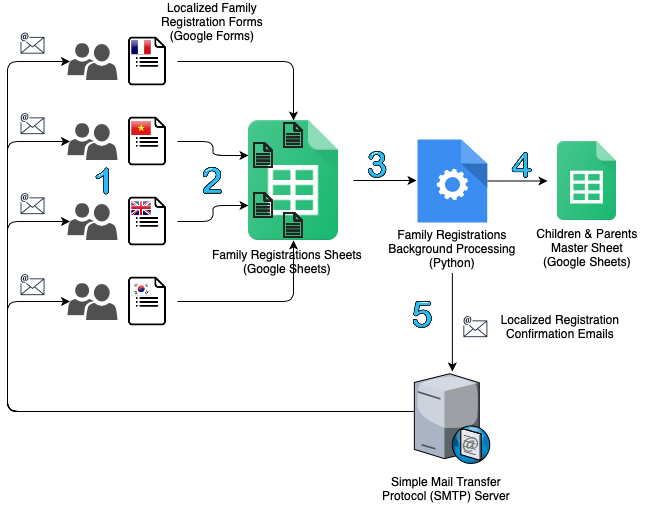 Localized Family
Registration Forms
(Google Forms)
@
@
@
@
1
2
3
4
5
Family Registrations Sheets
(Google Sheets)
Family Registrations
Background Processing
(Python)
Children & Parents
Master Sheet
(Google Sheets)
@
Localized Registration
Confirmation Emails
@
Simple Mail Transfer
Protocol (SMTP) Server